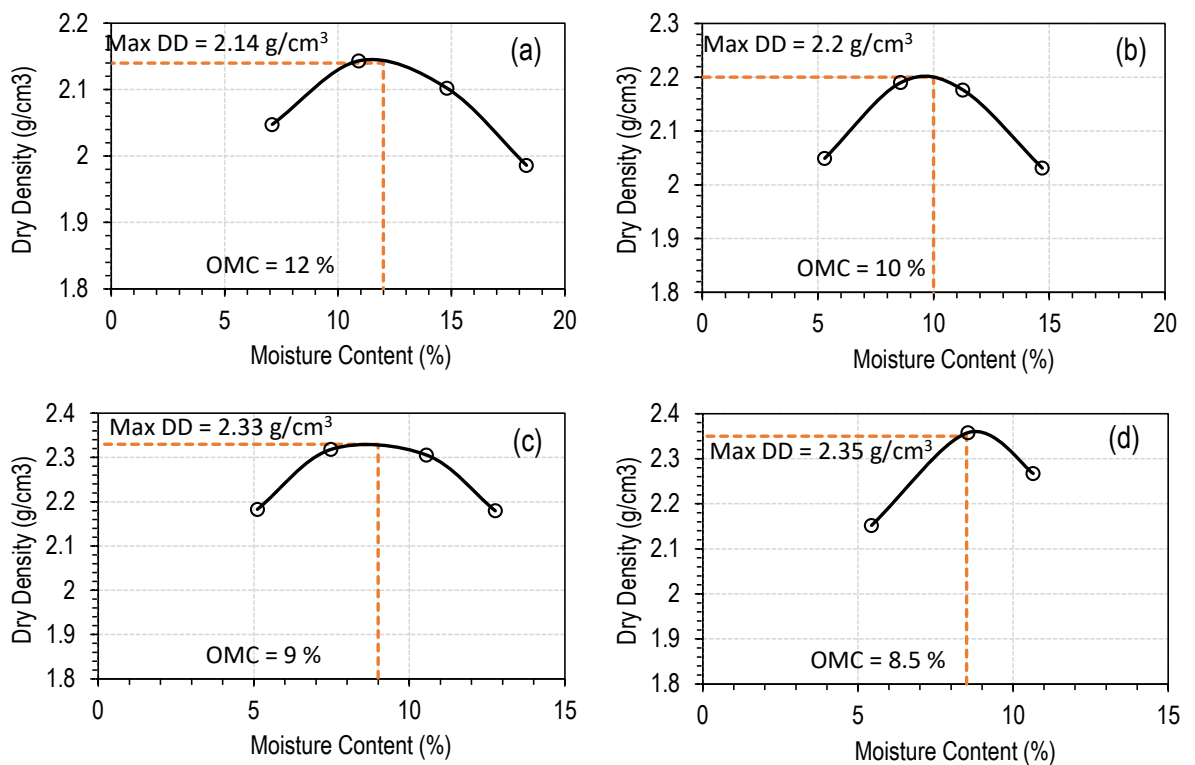 2.2
Max DD = 2.14 g/cm³
(a)
2.1
2
1.9
1.8
OMC = 12 %
0 5 10 15 20
Moisture Content (%)
Dry Density (g/cm3)
2.3
Max DD = 2.2 g/cm³
(b)
2.2
2.1
2
1.9
1.8
OMC = 10 %
0 5 10 15 20
Moisture Content (%)
Dry Density (g/cm3)
2.4
Max DD = 2.33 g/cm³
(c)
2.3
2.2
2.1
2
1.9
1.8
OMC = 9 %
0 5 10 15
Moisture Content (%)
Dry Density (g/cm3)
2.4
(d)
Max DD = 2.35 g/cm³
2.3
2.2
2.1
2
1.9
1.8
OMC = 8.5 %
0 5 10 15
Moisture Content (%)
Dry Density (g/cm3)